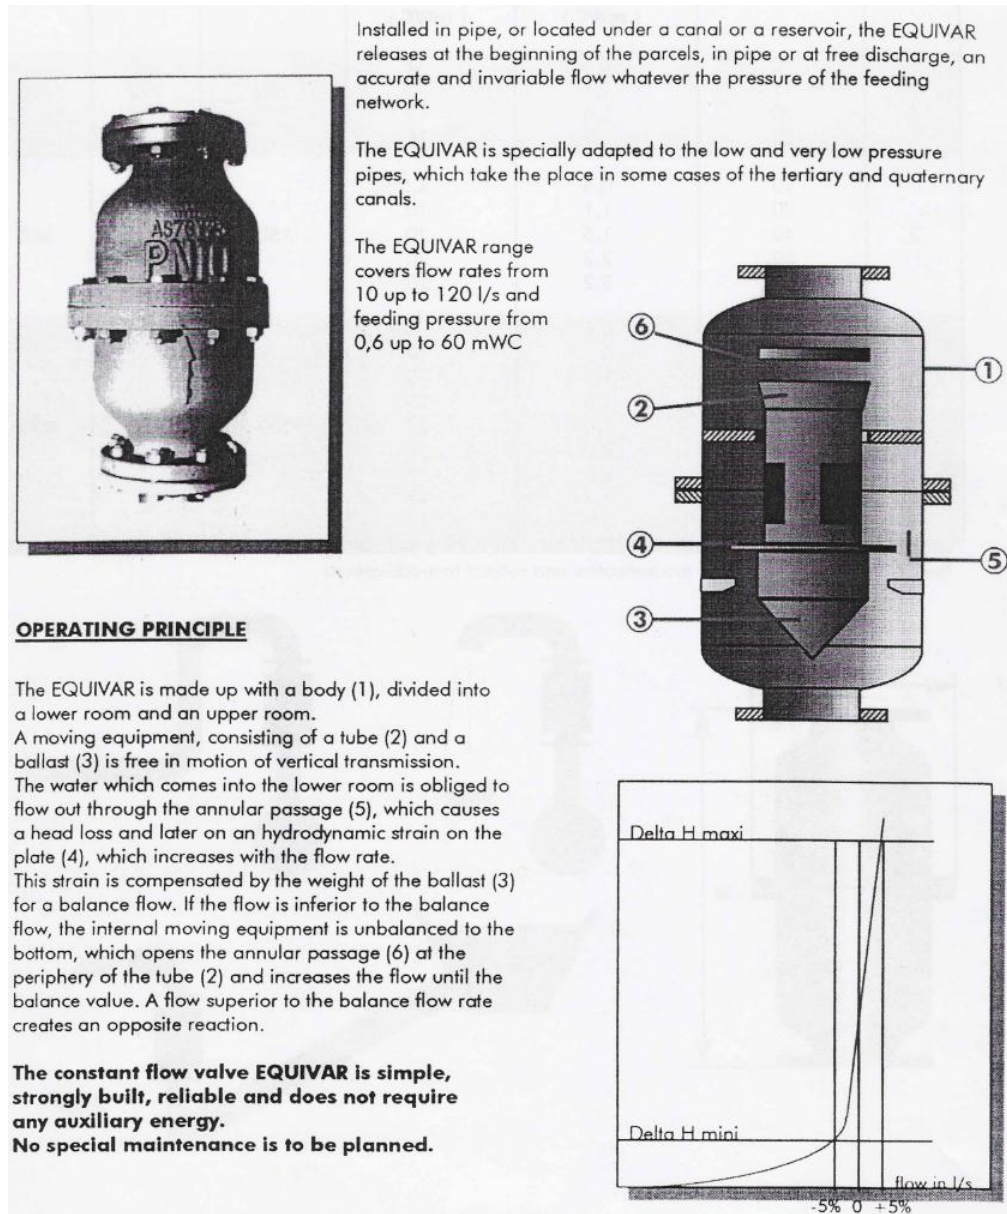 Installed in pipe, or located under a canal or a reservoir, the EQUIVAR
releases at the beginning of the parcels, in pipe or at free discharge, an
accurate and invariable flow whatever the pressure of the feeding
network.
The EQUIVAR is specially adapted to the low and very low pressure
pipes, which take the place in some cases of the tertiary and quaternary
canals.
The EQUIVAR range
covers flow rates from
10 up to 120 l/s and
feeding pressure from
0,6 up to 60 mWC
PN10
6
1
2
4
5
3
OPERATING PRINCIPLE
The EQUIVAR is made up with a body (1), divided into
a lower room and an upper room.
A moving equipment, consisting of a tube (2) and a
ballast (3) is free in motion of vertical transmission.
The water which comes into the lower room is obliged to
flow out through the annular passage (5), which causes
a head loss and later on an hydrodynamic strain on the
plate (4), which increases with the flow rate.
This strain is compensated by the weight of the ballast (3)
for a balance flow. If the flow is inferior to the balance
flow, the internal moving equipment is unbalanced to the
bottom, which opens the annular passage (6) at the
periphery of the tube (2) and increases the flow until the
balance value. A flow superior to the balance flow rate
creates an opposite reaction.
The constant flow valve EQUIVAR is simple,
strongly built, reliable and does not require
any auxiliary energy.
No special maintenance is to be planned.
Delta H maxi
Delta H mini
flow in l/s
-5% 0 +5%